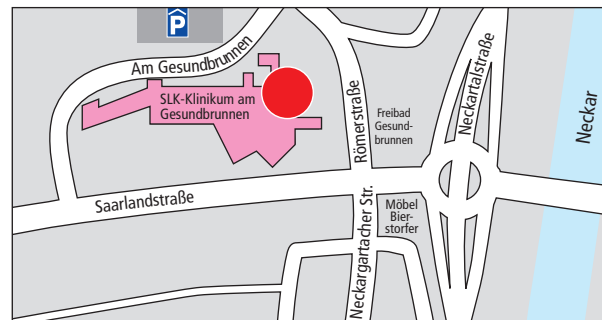 P
Am Gesundbrunnen
SLK-Klinikum am
Gesundbrunnen
Römerstraße
Freibad
Gesund-
brunnen
Neckartalstraße
Neckar
Saarlandstraße
Neckargartacher Str.
Möbel
Bier-
storfer